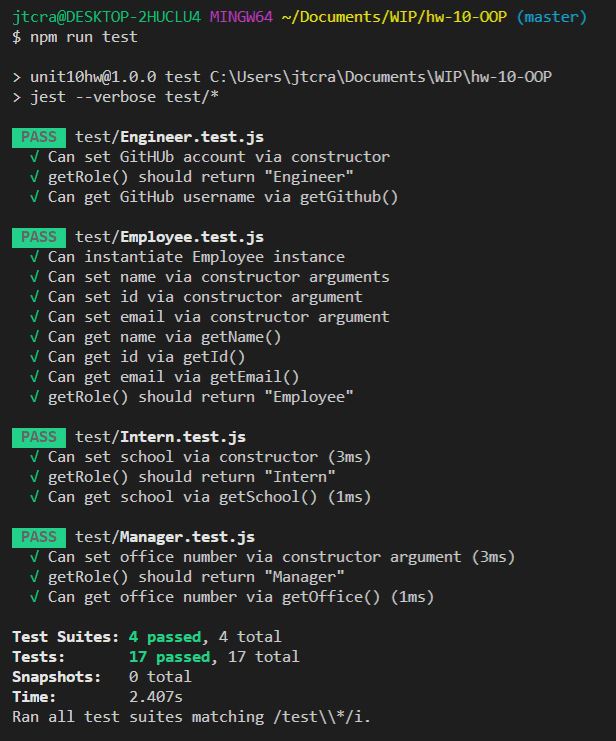 jtcra@DESKTOP-2HUCLU4 MINGW64 ~/Documents/WIP/hw-10-OOP (master)
$ npm run test
> unit10hw@1.0.0 test C:\Users\jtcra\Documents\WIP\hw-10-OOP
> jest --verbose test/*
PASS test/Engineer.test.js
√ Can set GitHUb account via constructor
√ getRole() should return "Engineer"
√ Can get GitHub username via getGithub()
PASS test/Employee.test.js
√ Can instantiate Employee instance
√ Can set name via constructor arguments
√ Can set id via constructor argument
√ Can set email via constructor argument
√ Can get name via getName()
√ Can get id via getId()
√ Can get email via getEmail()
√ getRole() should return "Employee"
PASS test/Intern.test.js
√ Can set school via constructor (3ms)
√ getRole() should return "Intern"
√ Can get school via getSchool() (1ms)
PASS test/Manager.test.js
√ Can set office number via constructor argument (3ms)
√ getRole() should return "Manager"
√ Can get office number via getOffice() (1ms)
Test Suites: 4 passed, 4 total
Tests: 17 passed, 17 total
Snapshots: 0 total
Time: 2.407s
Ran all test suites matching /test\\*/i.